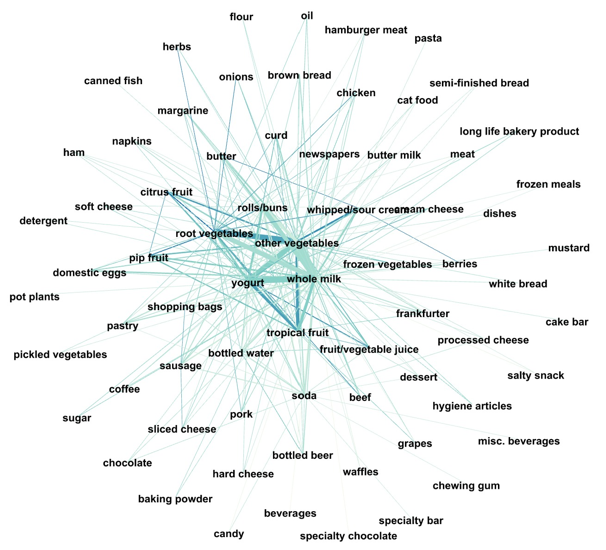 flour
oil
hamburger meat
pasta
herbs
canned fish
onions
brown bread
chicken
semi-finished bread
cat food
margarine
long life bakery product
curd
napkins
ham
butter
newspapers
butter milk
meat
citrus fruit
frozen meals
soft cheese
rolls/buns
whipped/sour cream
cream cheese
dishes
detergent
root vegetables
other vegetables
mustard
pip fruit
domestic eggs
frozen vegetables
berries
yogurt
whole milk
white bread
pot plants
shopping bags
frankfurter
cake bar
pastry
tropical fruit
processed cheese
pickled vegetables
bottled water
fruit/vegetable juice
sausage
dessert
salty snack
coffee
soda
beef
hygiene articles
sugar
pork
sliced cheese
grapes
misc. beverages
chocolate
bottled beer
hard cheese
waffles
chewing gum
baking powder
beverages
specialty bar
candy
specialty chocolate